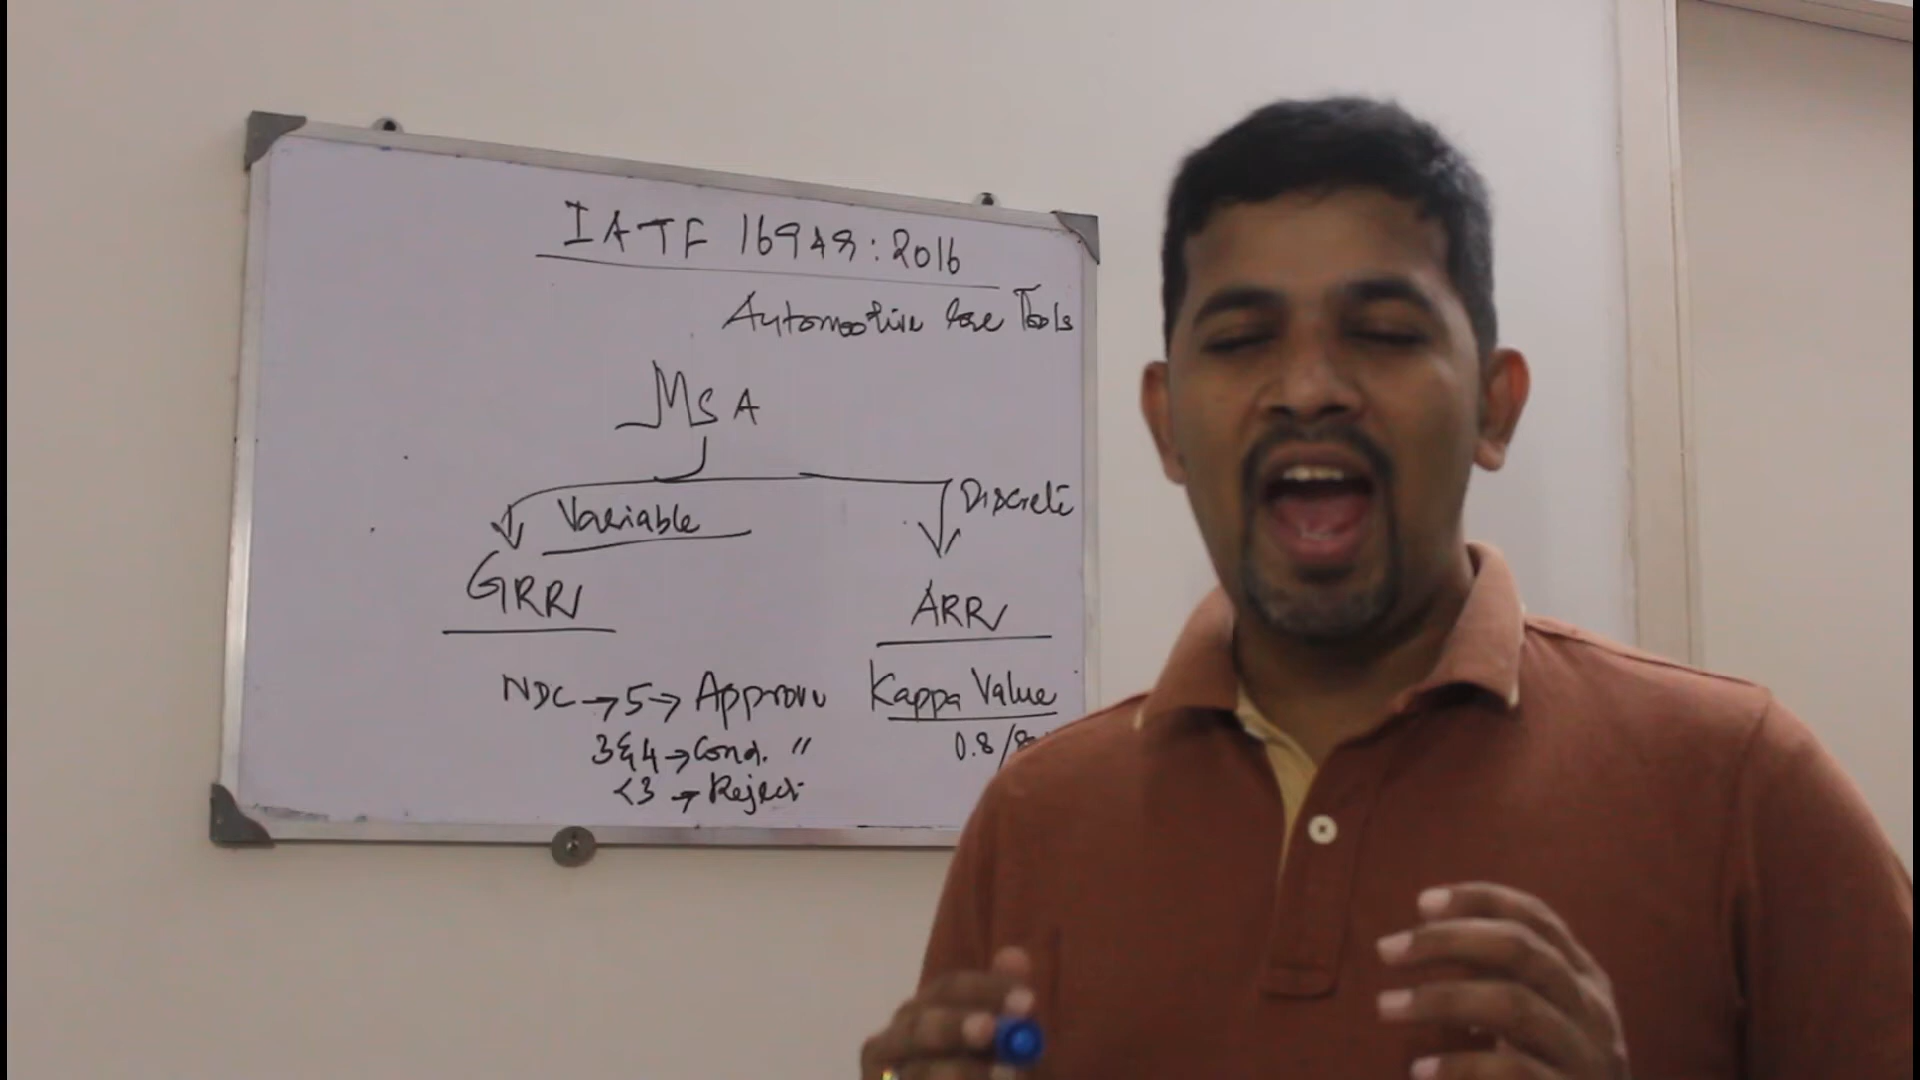 IATF 16949:2016
Automotive Core Tools
MSA
Variable
Discrete
GRR
ARR
NDC → 5 → Approve
3&4 → Cond. "
<3 → Reject
Kappa Value
0.8/